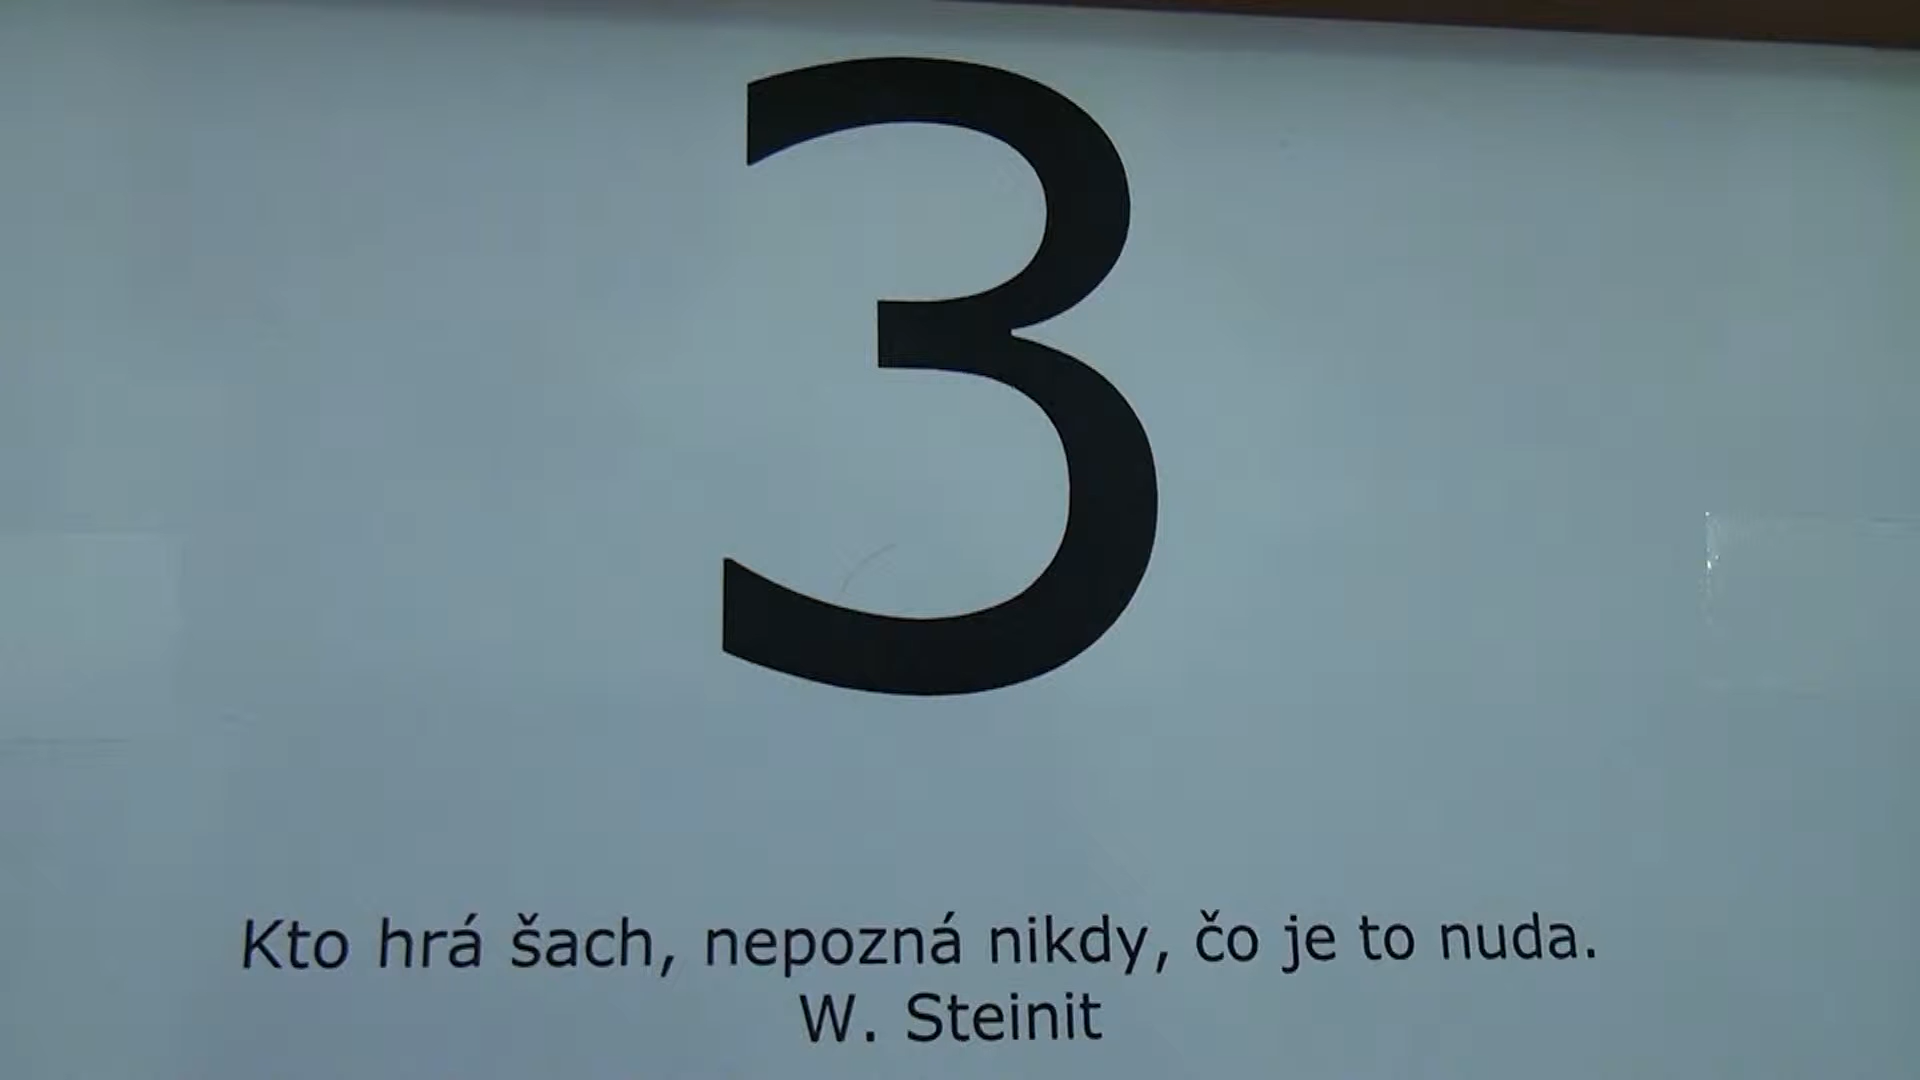 3
Kto hrá šach, nepozná nikdy, čo je to nuda.
W. Steinit